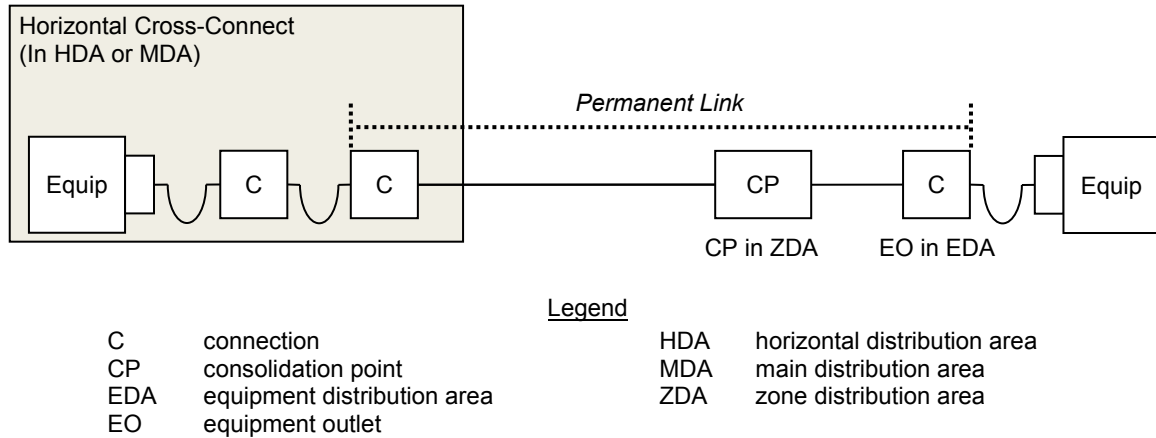 Horizontal Cross-Connect
(In HDA or MDA)
Permanent Link
Equip
C
C
CP
C
Equip
CP in ZDA
EO in EDA
Legend
C connection
CP consolidation point
EDA equipment distribution area
EO equipment outlet
HDA horizontal distribution area
MDA main distribution area
ZDA zone distribution area